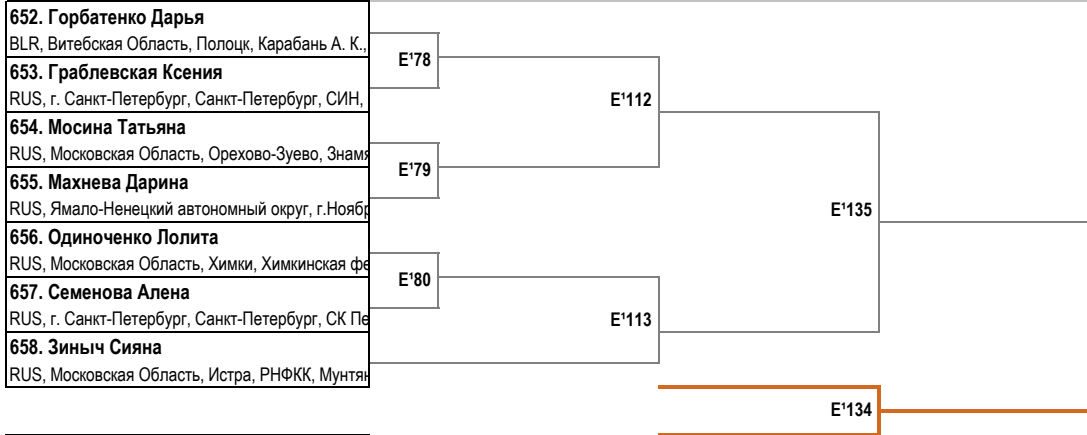 652. Горбатенко Дарья
BLR, Витебская Область, Полоцк, Карабань А. К.,
E¹78
653. Граблевская Ксения
RUS, г. Санкт-Петербург, Санкт-Петербург, СИН,
E¹112
654. Мосина Татьяна
RUS, Московская Область, Орехово-Зуево,
E¹79
655. Махнева Дарина
RUS, Ямало-Ненецкий автономный округ,
E¹135
656. Одиноченко Лолита
RUS, Московская Область, Химки, Химкинская
E¹80
657. Семенова Алена
RUS, г. Санкт-Петербург, Санкт-Петербург, СК
E¹113
658. Зиныч Сияна
RUS, Московская Область, Истра, РНФКК,
E¹134